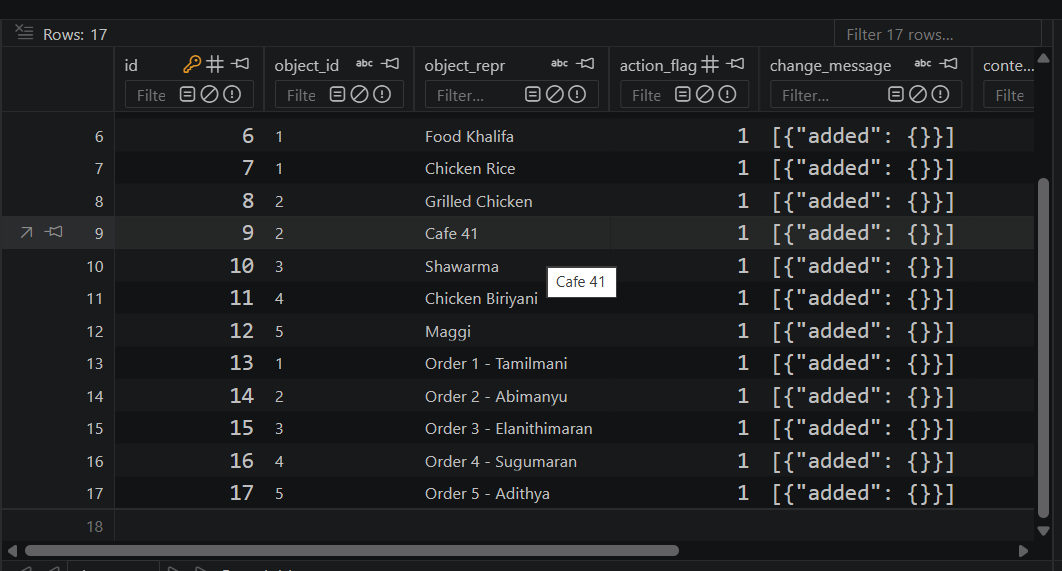 Rows: 17 Filter 17 rows...
id object_id abc object_repr abc action_flag change_message abc conte...
Filte Filte Filter... Filte Filter... Filte
6 6 1 Food Khalifa 1 [{"added": {}}]
7 7 1 Chicken Rice 1 [{"added": {}}]
8 8 2 Grilled Chicken 1 [{"added": {}}]
9 9 2 Cafe 41 1 [{"added": {}}]
10 10 3 Shawarma 1 [{"added": {}}]
Cafe 41
11 11 4 Chicken Biriyani 1 [{"added": {}}]
12 12 5 Maggi 1 [{"added": {}}]
13 13 1 Order 1 - Tamilmani 1 [{"added": {}}]
14 14 2 Order 2 - Abimanyu 1 [{"added": {}}]
15 15 3 Order 3 - Elanithimaran 1 [{"added": {}}]
16 16 4 Order 4 - Sugumaran 1 [{"added": {}}]
17 17 5 Order 5 - Adithya 1 [{"added": {}}]
18